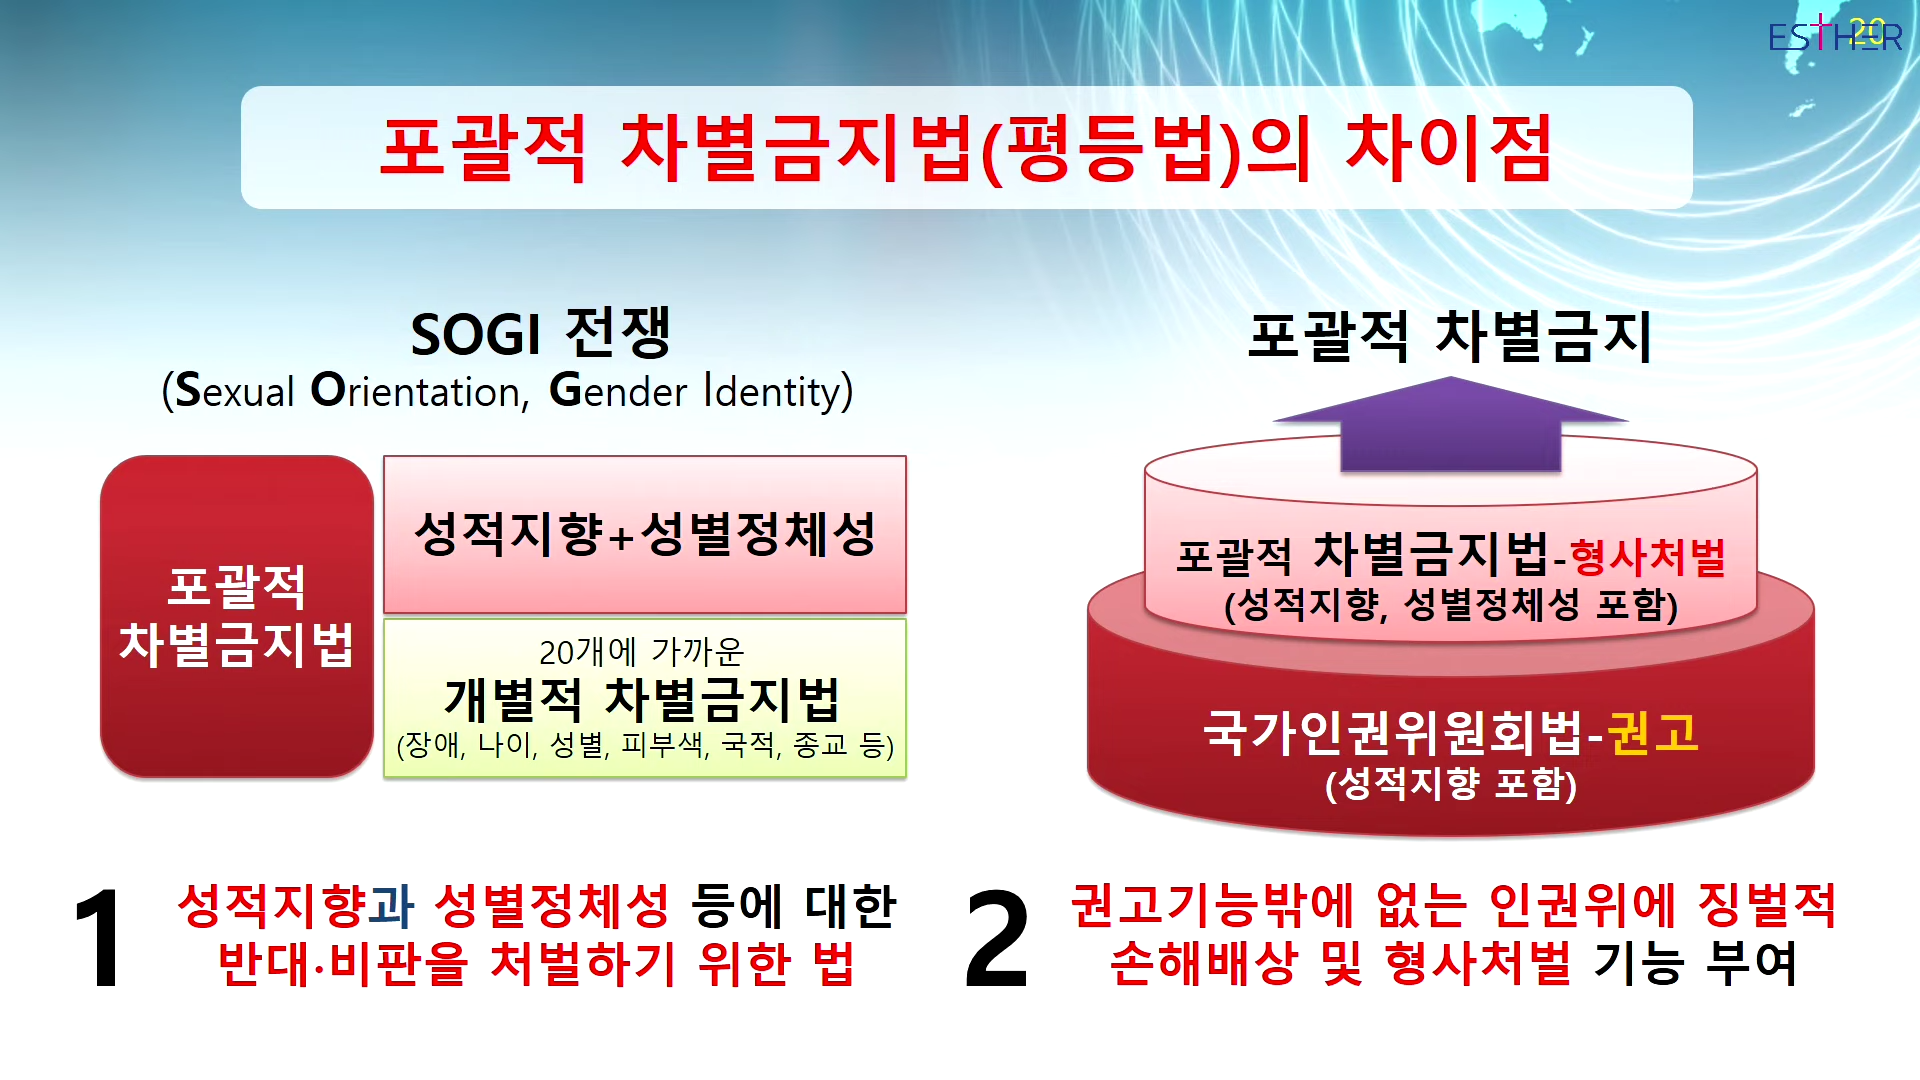 ESTHER
20
포괄적 차별금지법(평등법)의 차이점
SOGI 전쟁
(Sexual Orientation, Gender Identity)
포괄적
차별금지법
성적지향+성별정체성
20개에 가까운
개별적 차별금지법
(장애, 나이, 성별, 피부색, 국적, 종교 등)
1
성적지향과 성별정체성 등에 대한
반대·비판을 처벌하기 위한 법
포괄적 차별금지
포괄적 차별금지법-형사처벌
(성적지향, 성별정체성 포함)
국가인권위원회법-권고
(성적지향 포함)
2
권고기능밖에 없는 인권위에 징벌적
손해배상 및 형사처벌 기능 부여